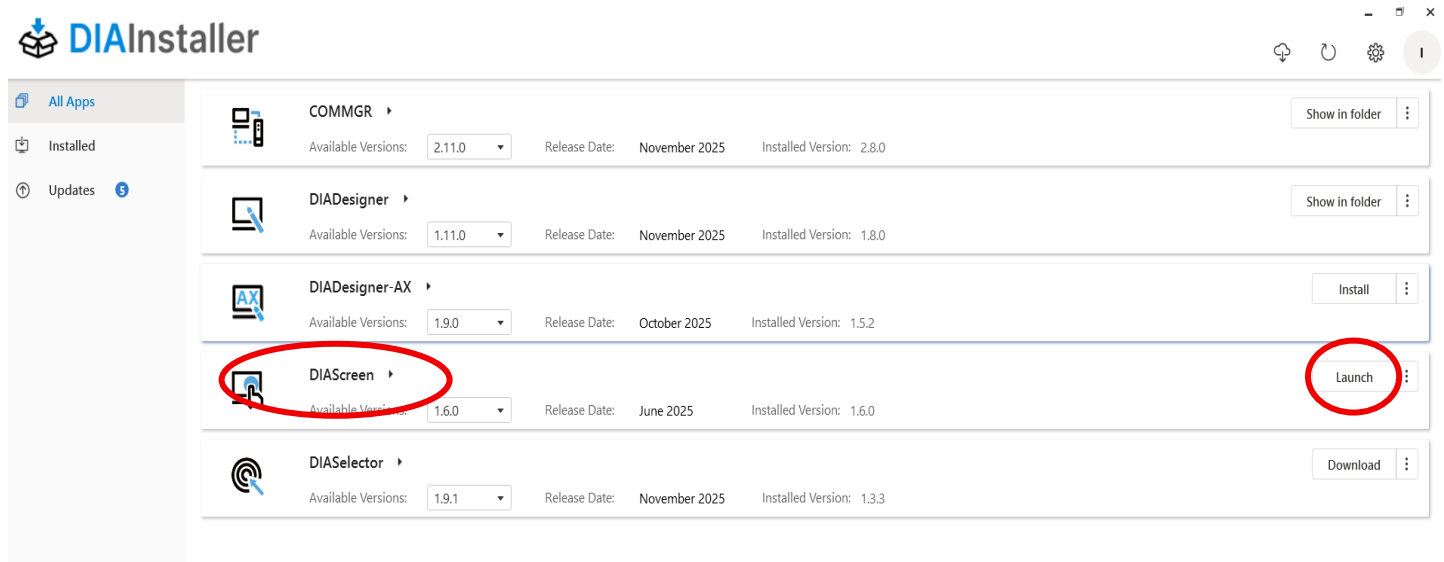 DIAInstaller
I
All Apps
Installed
Updates 5
COMMGR
Show in folder
Available Versions: 2.11.0 Release Date: November 2025 Installed Version: 2.8.0
DIADesigner
Show in folder
Available Versions: 1.11.0 Release Date: November 2025 Installed Version: 1.8.0
AX
DIADesigner-AX
Install
Available Versions: 1.9.0 Release Date: October 2025 Installed Version: 1.5.2
DIAScreen
Launch
Available Versions: 1.6.0 Release Date: June 2025 Installed Version: 1.6.0
DIASelector
Download
Available Versions: 1.9.1 Release Date: November 2025 Installed Version: 1.3.3